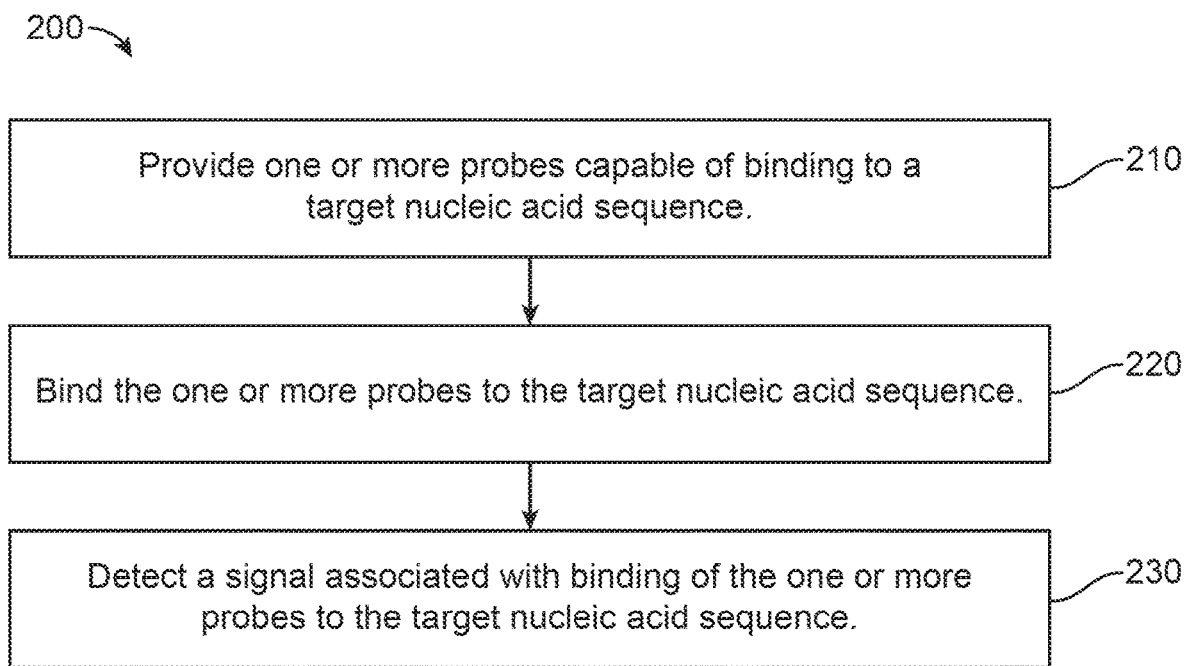 200
Provide one or more probes capable of binding to a
target nucleic acid sequence.
210
Bind the one or more probes to the target nucleic acid sequence.
220
Detect a signal associated with binding of the one or more
probes to the target nucleic acid sequence.
230